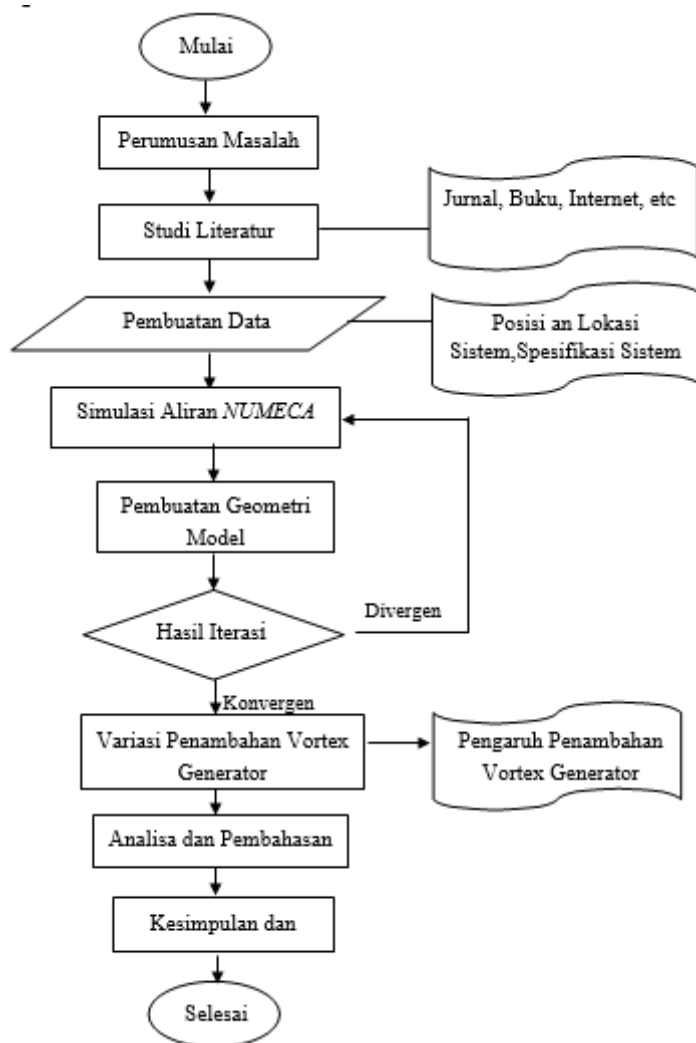 Mulai
Perumusan Masalah
Jurnal, Buku, Internet, etc
Studi Literatur
Pembuatan Data
Posisi an Lokasi
Sistem,Spesifikasi Sistem
Simulasi Aliran NUMECA
Pembuatan Geometri
Model
Divergen
Hasil Iterasi
Konvergen
Variasi Penambahan Vortex
Generator
Pengaruh Penambahan
Vortex Generator
Analisa dan Pembahasan
Kesimpulan dan
Selesai